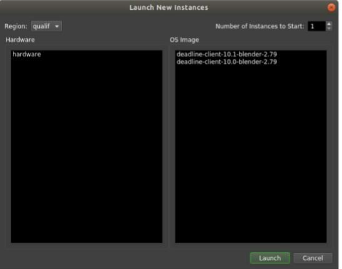 Launch New Instances
Region: qualif
Number of Instances to Start: 1
Hardware
OS Image
hardware
deadline-client-10.1-blender-2.79
deadline-client-10.0-blender-2.79
Launch
Cancel